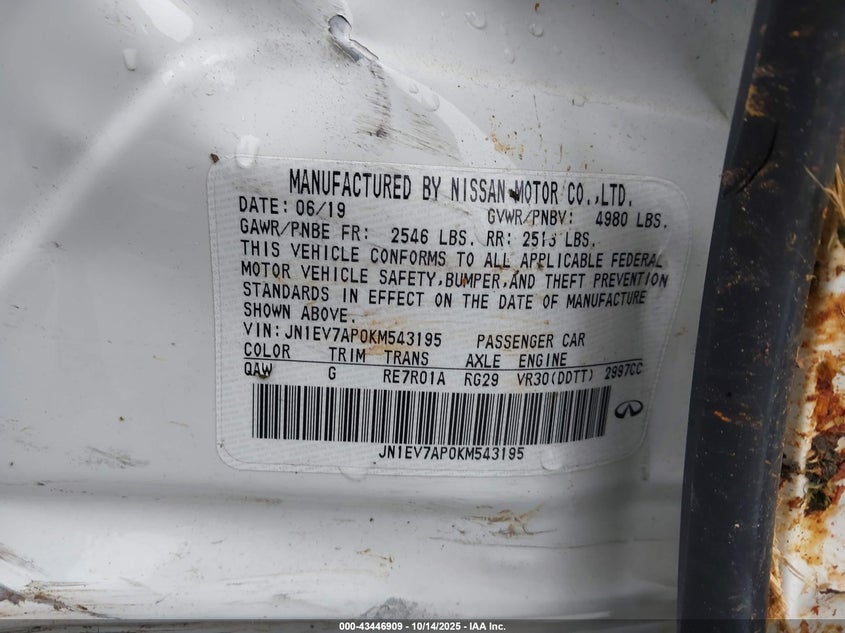 MANUFACTURED BY NISSAN MOTOR CO.,LTD.
DATE: 06/19 GVWR/PNBV: 4980 LBS.
GAWR/PNBE FR: 2546 LBS. RR: 2513 LBS.
THIS VEHICLE CONFORMS TO ALL APPLICABLE FEDERAL
MOTOR VEHICLE SAFETY,BUMPER,AND THEFT PREVENTION
STANDARDS IN EFFECT ON THE DATE OF MANUFACTURE
SHOWN ABOVE.
VIN:JN1EV7AP0KM543195 PASSENGER CAR
COLOR TRIM TRANS AXLE ENGINE
QAW G RE7R01A RG29 VR30(DDTT) 2997CC
JN1EV7AP0KM543195
000-43446909 - 10/14/2025 - © IAA Inc.